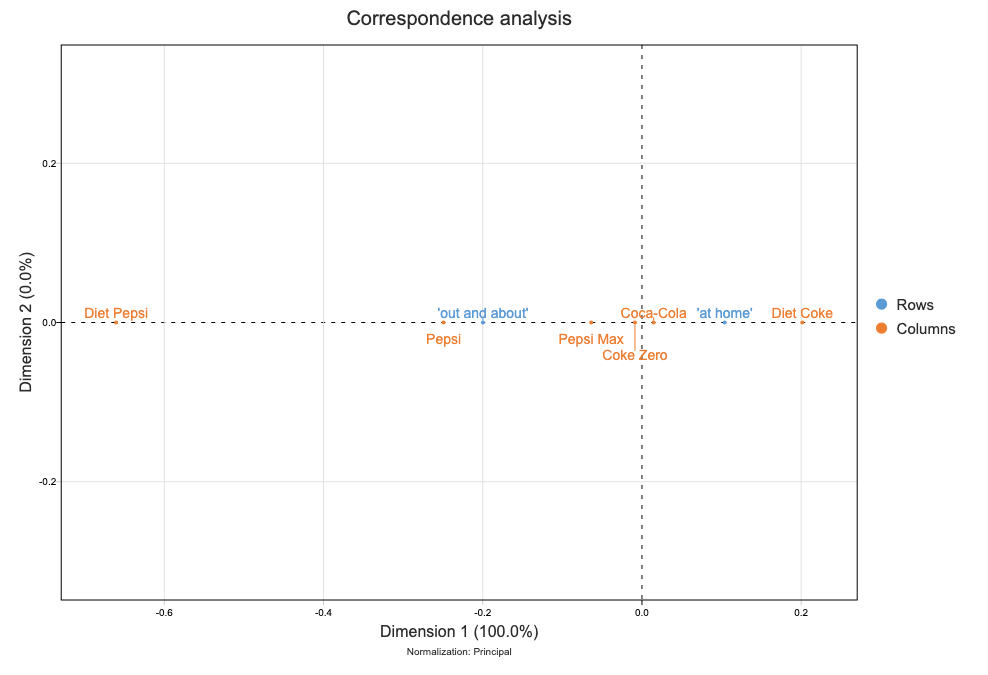 Correspondence analysis
0.2
Diet Pepsi 'out and about' Coca-Cola 'at home' Diet Coke
0.0
Pepsi Pepsi Max
Coke Zero
-0.2
Dimension 2 (0.0%)
Rows
Columns
-0.6 -0.4 -0.2 0.0 0.2
Dimension 1 (100.0%)
Normalization: Principal